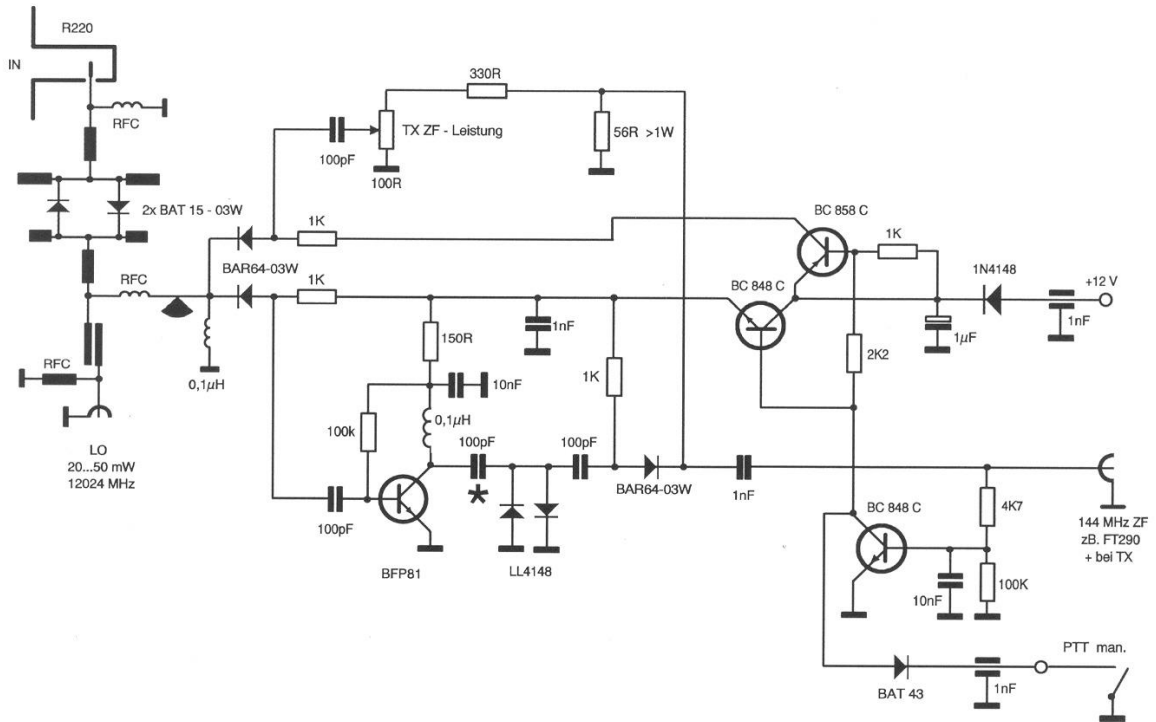 R220
IN
RFC
2x BAT 15 - 03W
RFC
RFC
0,1µH
LO
20...50 mW
12024 MHz
330R
TX ZF - Leistung
100pF
100R
56R >1W
1K
BAR64-03W
1K
150R
1nF
10nF
100k
0,1µH
100pF
100pF
*
100pF
BFP81
LL4148
1K
BAR64-03W
1nF
BC 858 C
BC 848 C
1K
1N4148
+12 V
1nF
1µF
2K2
BC 848 C
4K7
10nF
100K
144 MHz ZF
zB. FT290
+ bei TX
PTT man.
BAT 43
1nF